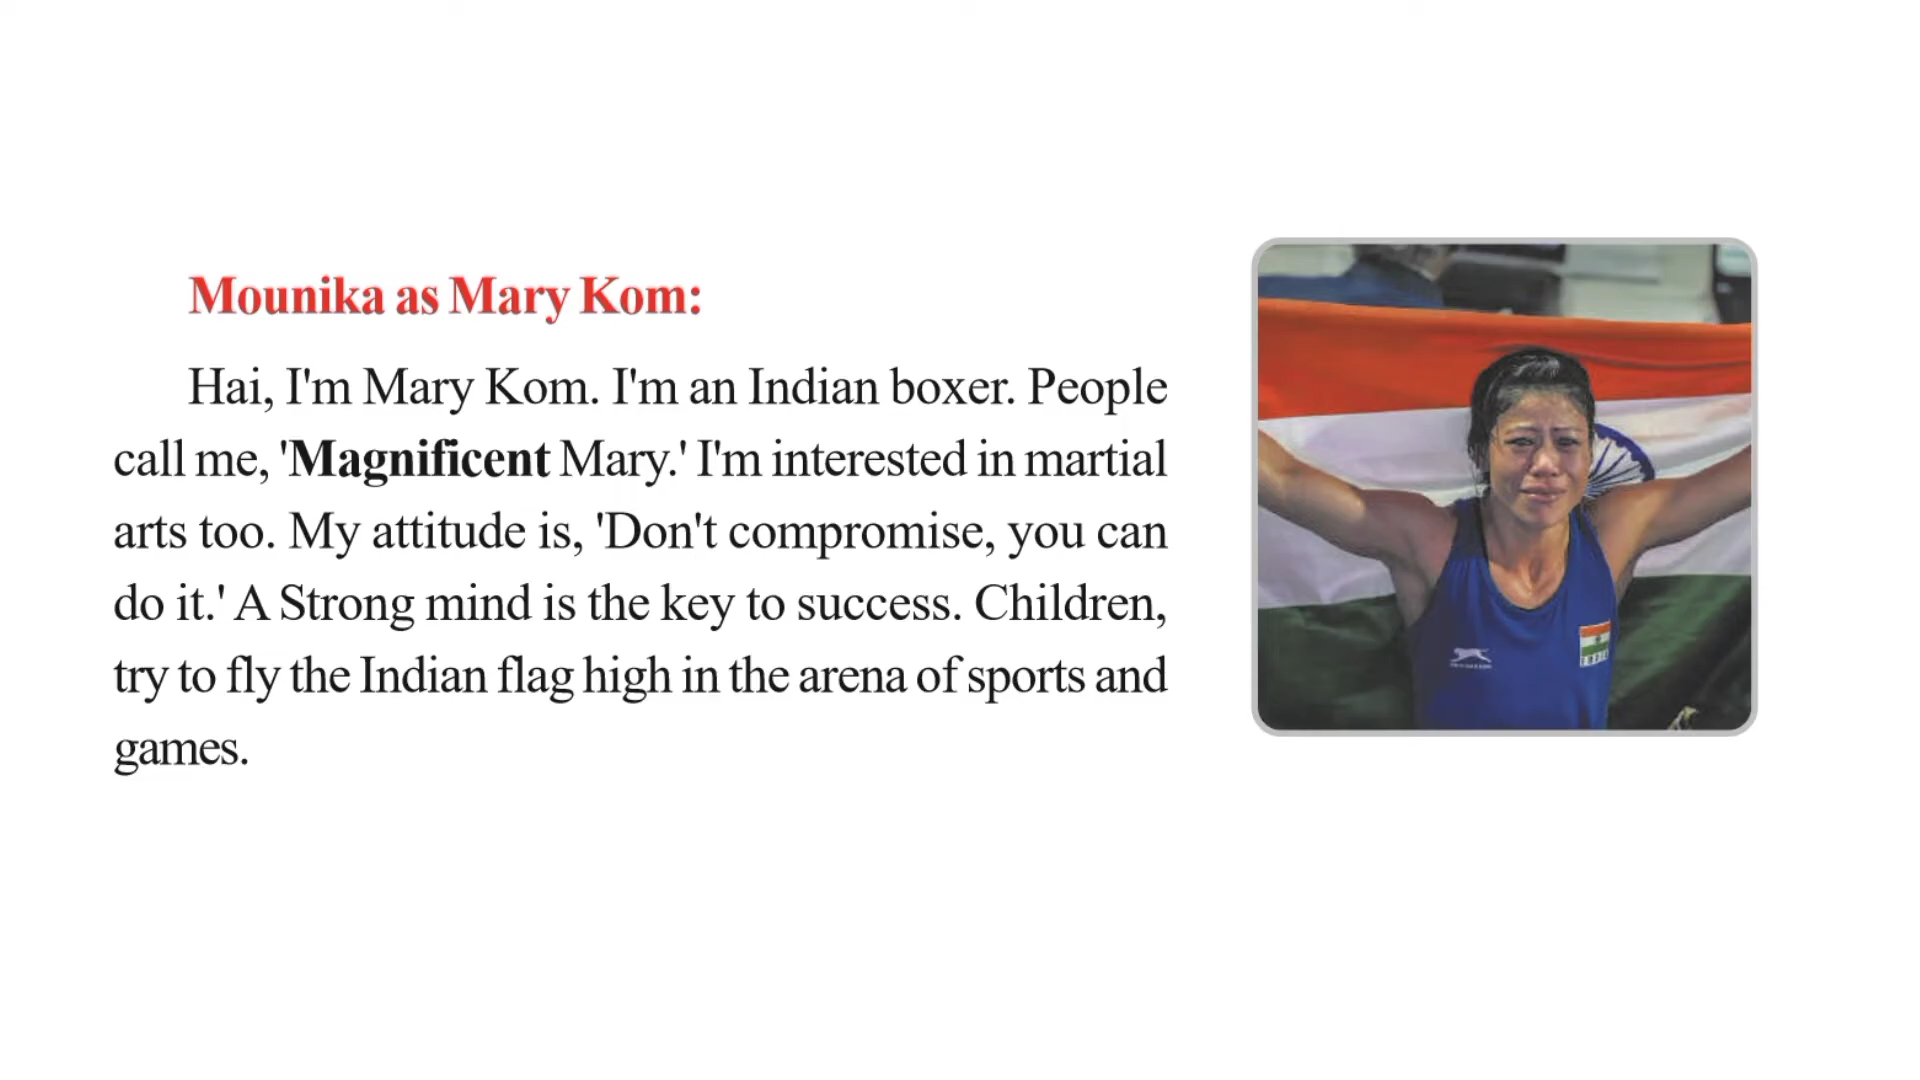 Mounika as Mary Kom:
Hai, I'm Mary Kom. I'm an Indian boxer. People
call me, 'Magnificent Mary.' I'm interested in martial
arts too. My attitude is, 'Don't compromise, you can
do it.' A Strong mind is the key to success. Children,
try to fly the Indian flag high in the arena of sports and
games.
INDIA